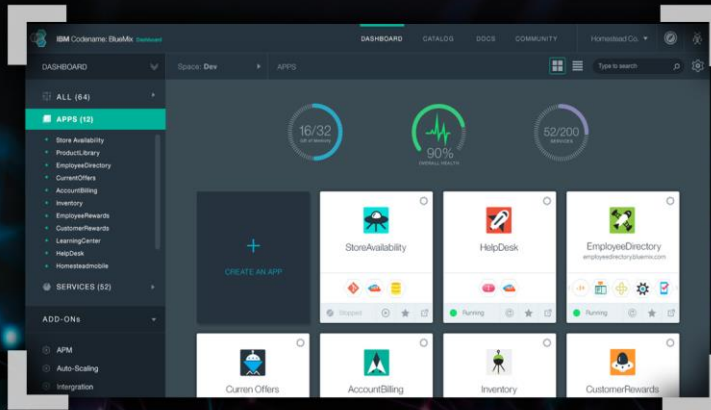 IBM Codename: BlueMix Dashboard
DASHBOARD CATALOG DOCS COMMUNITY
Homestead Co.
DASHBOARD
Space: Dev
APPS
Type to search
ALL (64)
APPS (12)
Store Availability
ProductLibrary
EmployeeDirectory
CurrentOffers
AccountBilling
Inventory
EmployeeRewards
CustomerRewards
LearningCenter
HelpDesk
Homesteadmobile
SERVICES (52)
ADD-ONs
APM
Auto-Scaling
Intergration
16/32
90%
OVERALL HEALTH
52/200
SERVICES
CREATE AN APP
StoreAvailability
Stopped
HelpDesk
Running
EmployeeDirectory
employeedirectory.bluemix.com
Running
Curren Offers
AccountBilling
Inventory
CustomerRewards